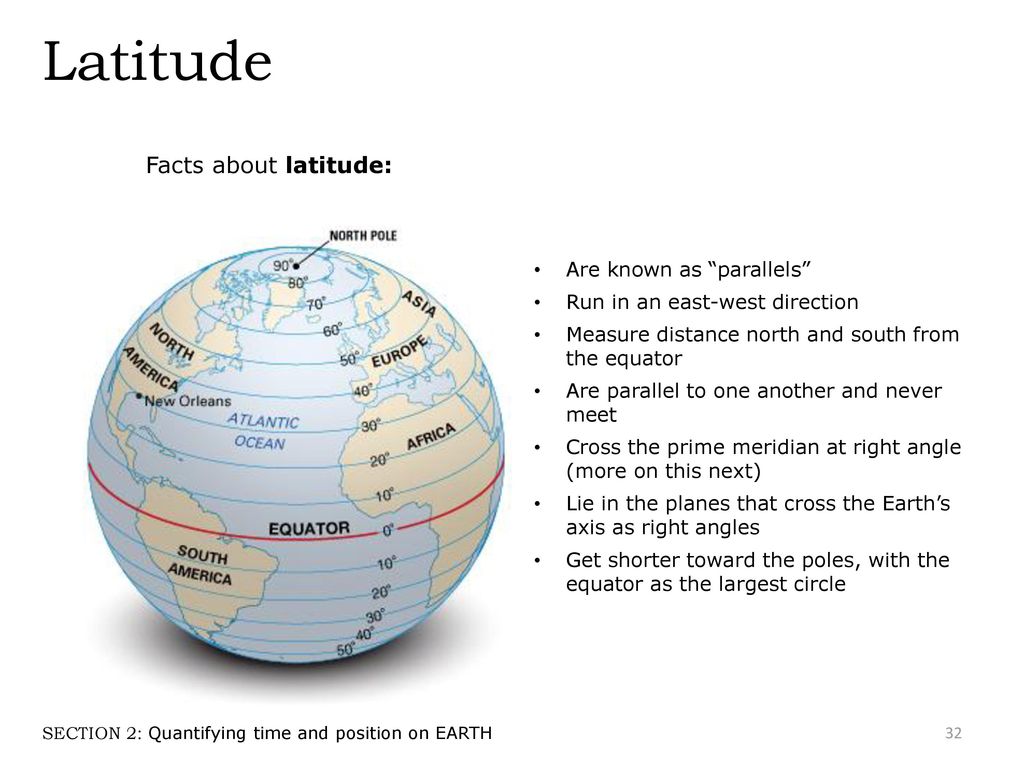 Latitude
Facts about latitude:
NORTH POLE
90°
80°
70°
60°
50°
40°
30°
20°
10°
0°
10°
20°
30°
40°
50°
ASIA
NORTH
AMERICA
EUROPE
New Orleans
ATLANTIC
OCEAN
AFRICA
EQUATOR
SOUTH
AMERICA
• Are known as “parallels”
• Run in an east-west direction
• Measure distance north and south from
the equator
• Are parallel to one another and never
meet
• Cross the prime meridian at right angle
(more on this next)
• Lie in the planes that cross the Earth’s
axis as right angles
• Get shorter toward the poles, with the
equator as the largest circle
SECTION 2: Quantifying time and position on EARTH
32